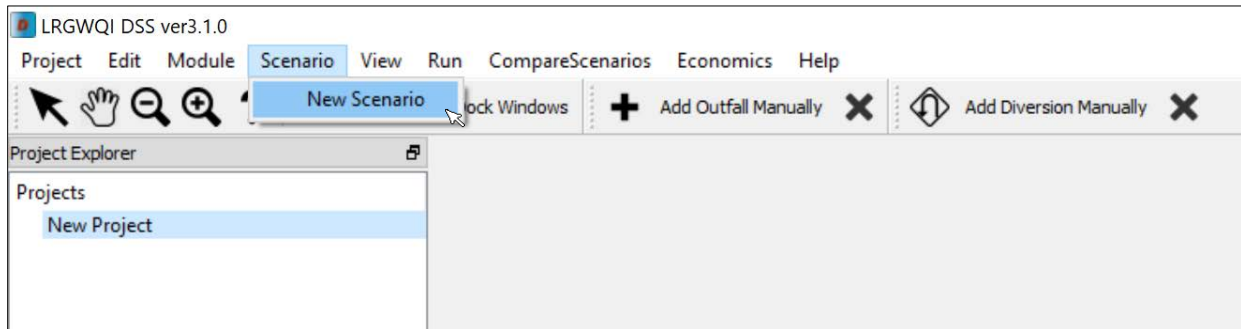 LRGWQI DSS ver3.1.0
Project Edit Module Scenario View Run CompareScenarios Economics Help
New Scenario
Windows Add Outfall Manually Add Diversion Manually
Project Explorer
Projects
New Project